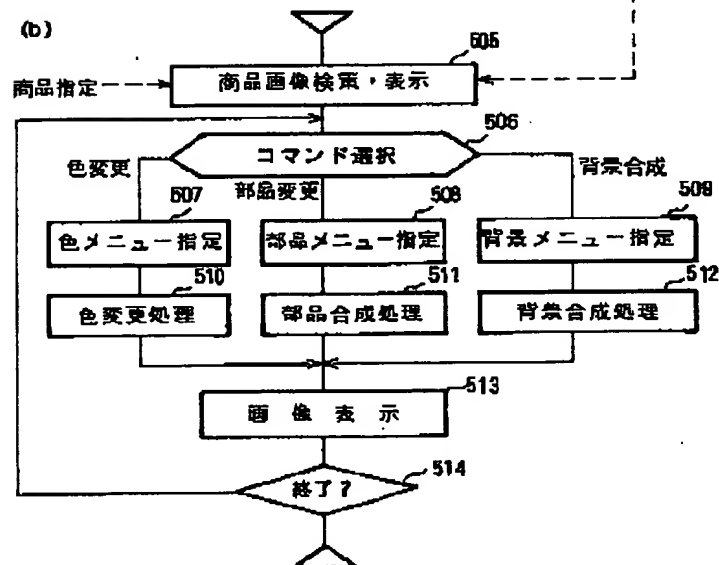 (b)
505
商品指定
商品画像検策・表示
506
コマンド選択
色変更
部品変更
背景合成
507
508
509
色メニュー指定
部品メニュー指定
背景メニュー指定
510
511
512
色変更処理
部品合成処理
背景合成処理
513
画像表示
514
終了?